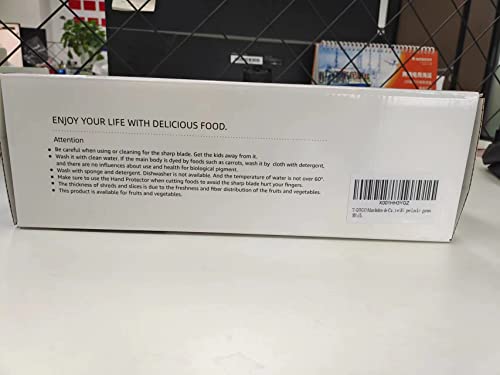 ENJOY YOUR LIFE WITH DELICIOUS FOOD.
Attention
● Be careful when using or cleaning for the sharp blade. Get the kids away from it.
● Wash it with clean water. If the main body is dyed by feeds such as carrots, wash it by cloth with detergent,
and there are no influences about use and health for biological pigment.
● Wash with sponge and detergent. Dishwasher is not available. And the temperature of water is not over 60°.
● Make sure to use the Hand Protector when cutting foods to avoid the sharp blade hurt your fingers.
● The thickness of shreds and slices is due to the freshness and fiber distribution of the fruits and vegetables.
● This product is available for fruits and vegetables.